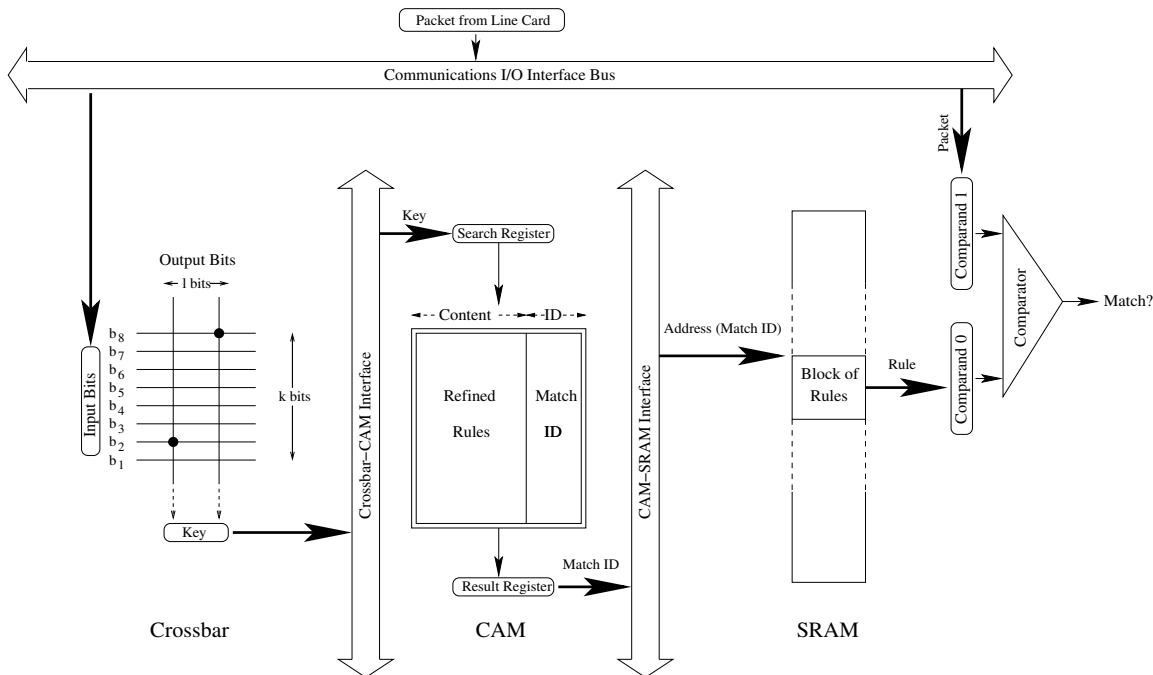 Packet from Line Card
Communications I/O Interface Bus
Packet
Output Bits
l bits
b8
b7
b6
b5
b4
b3
b2
b1
Input Bits
k bits
Key
Crossbar
Crossbar–CAM Interface
Key
Search Register
Content
ID
Refined
Rules
Match
ID
Result Register
Match ID
CAM
CAM–SRAM Interface
Address (Match ID)
Block of
Rules
SRAM
Rule
Comparand 1
Comparand 0
Comparator
Match?